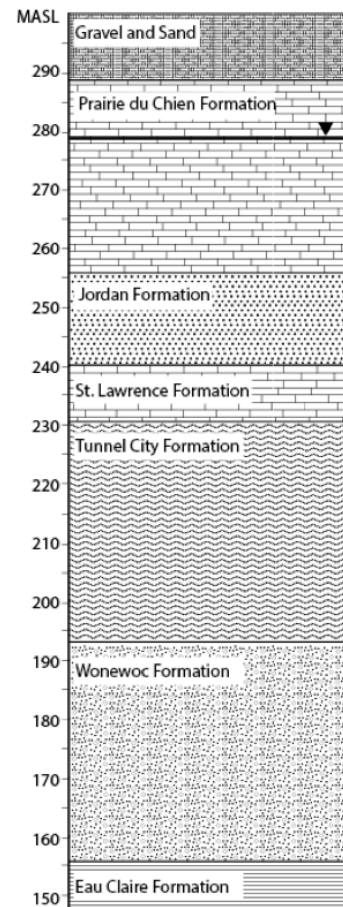 MASL
Gravel and Sand
290
Prairie du Chien Formation
280
270
260
Jordan Formation
250
240
St. Lawrence Formation
230
Tunnel City Formation
220
210
200
190
Wonewoc Formation
180
170
160
Eau Claire Formation
150